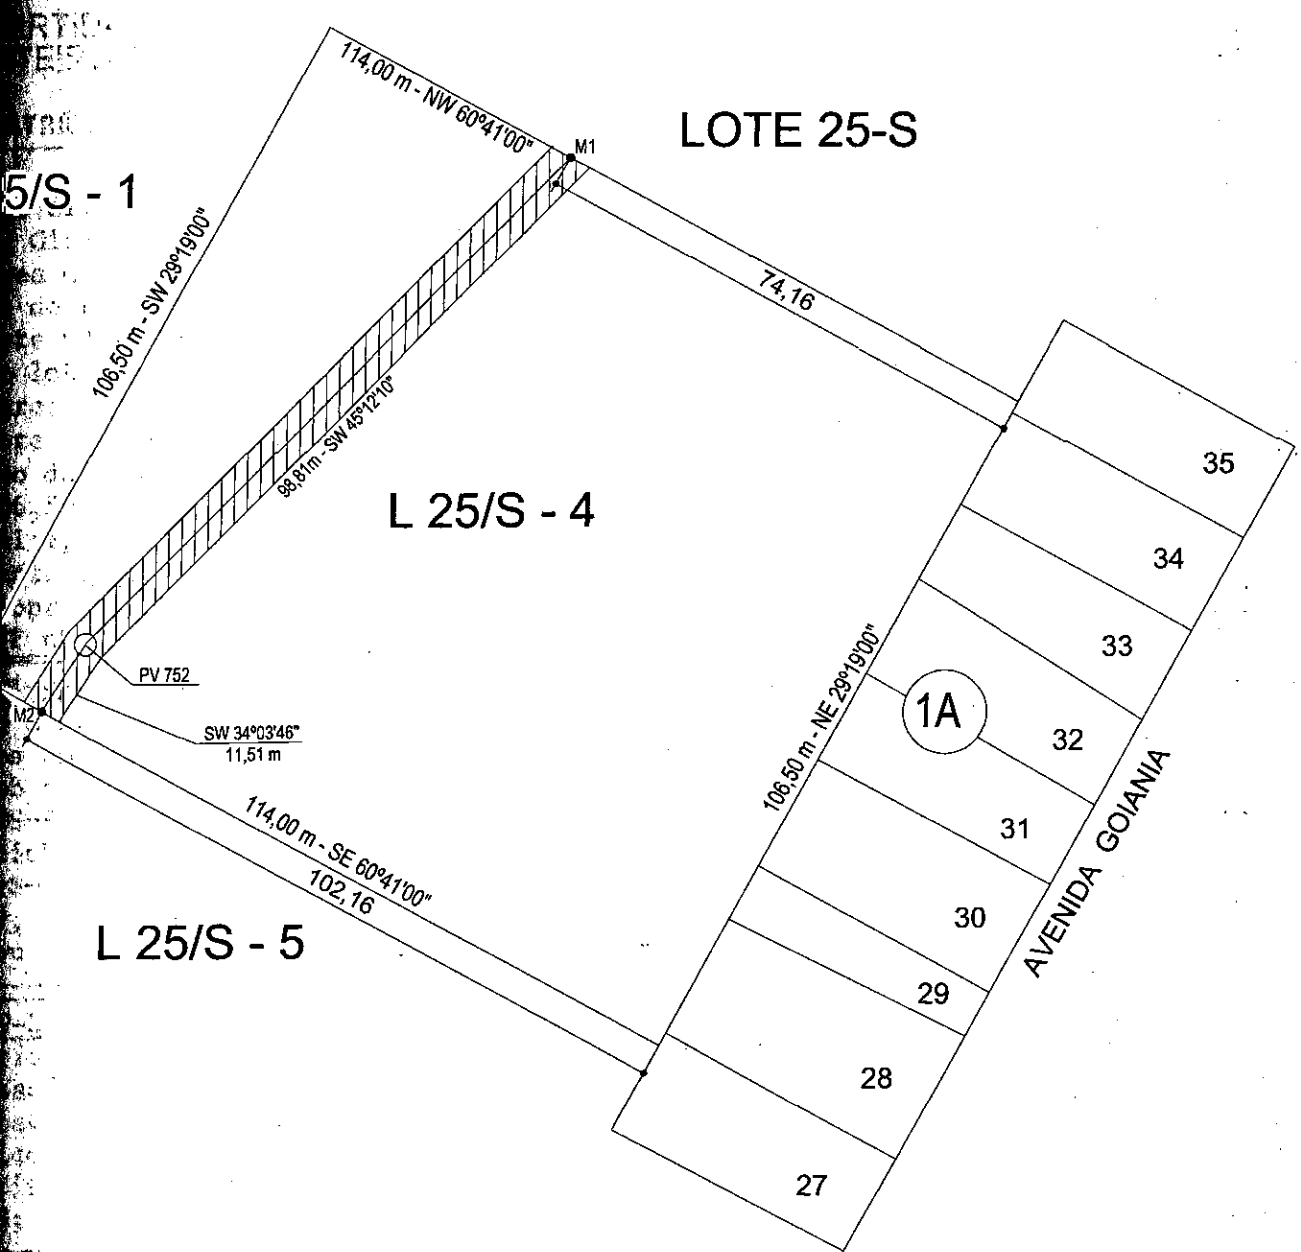 114,00 m - NW 60°41'00"
M1
LOTE 25-S
5/S - 1
106,50 m - SW 29°19'00"
74,16
98,81m - SW 45°12'10"
L 25/S - 4
35
34
33
106,50 m - NE 29°19'00"
1A
32
PV 752
M2
SW 34°03'46"
11,51 m
AVENIDA GOIANIA
31
114,00 m - SE 60°41'00"
102,16
30
L 25/S - 5
29
28
27